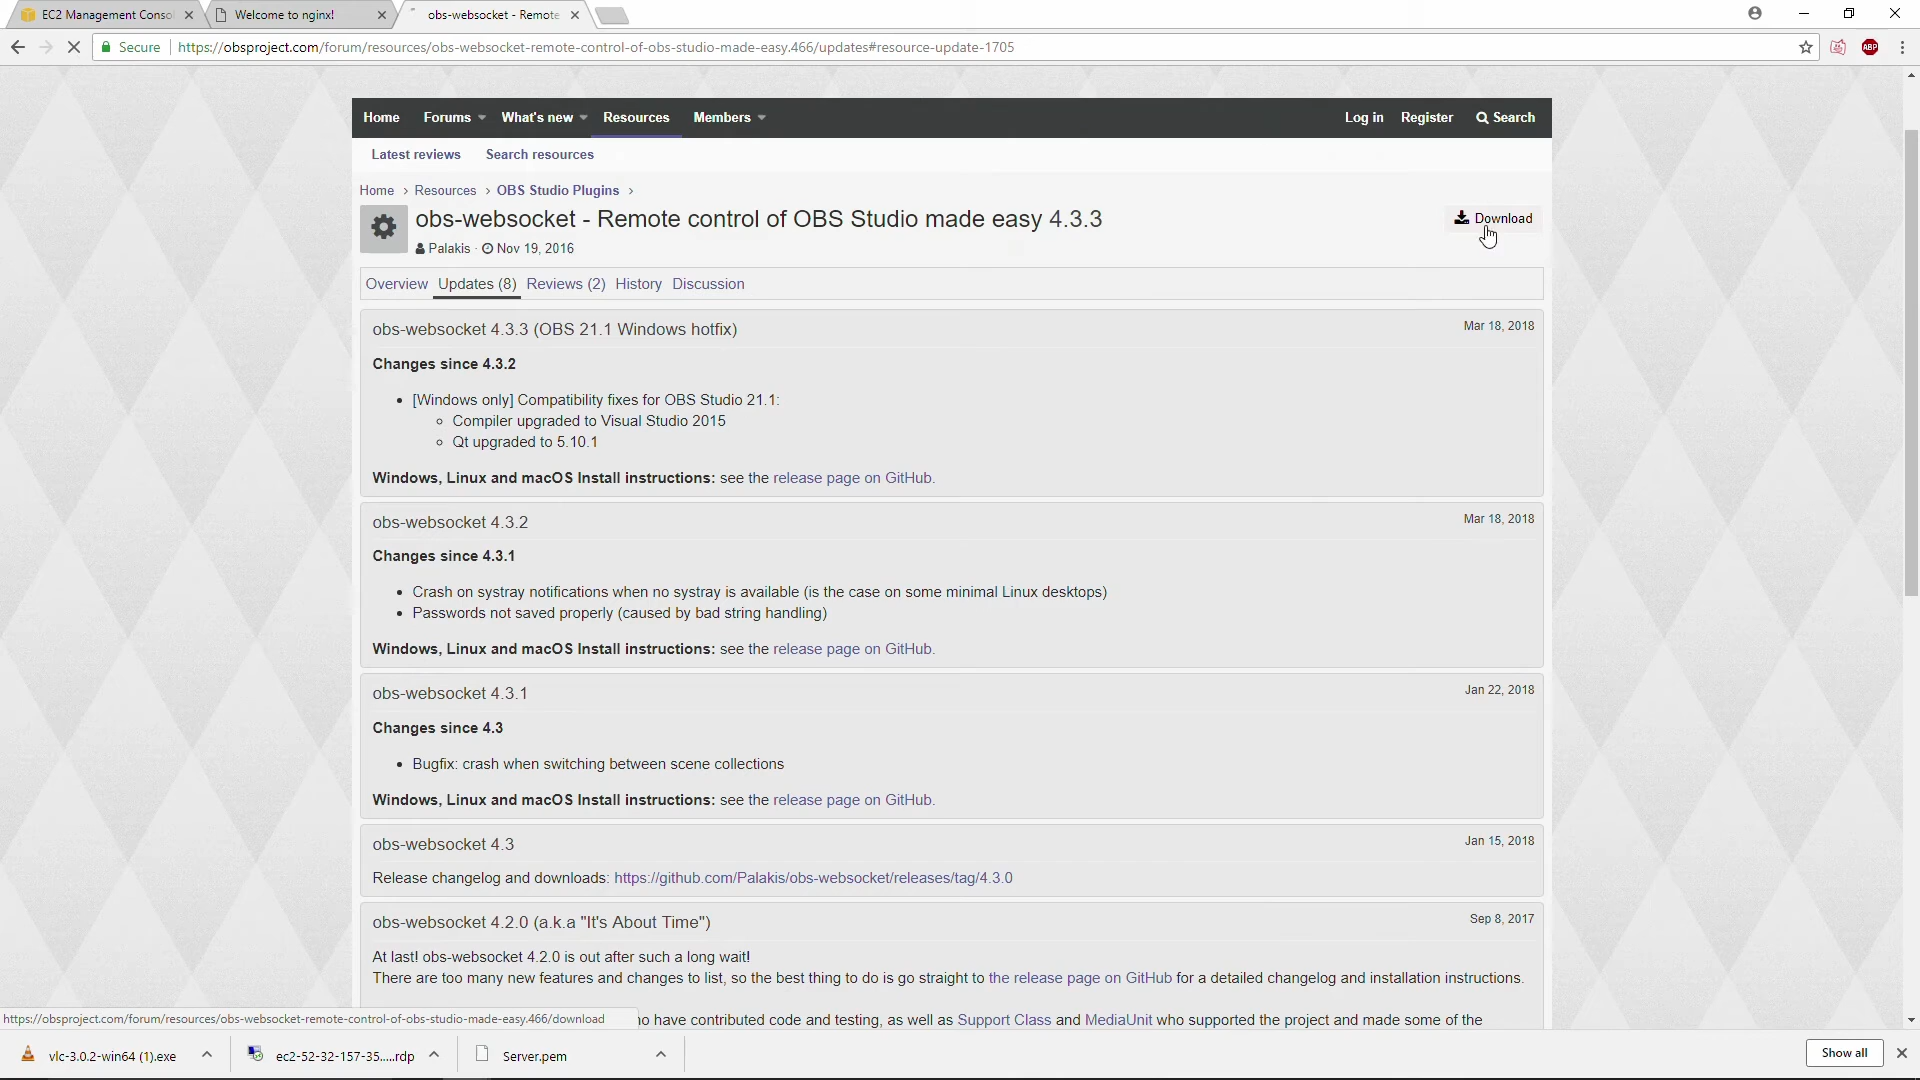 EC2 Management Consol
Welcome to nginx!
obs-websocket - Remote
Secure
https://obsproject.com/forum/resources/obs-websocket-remote-control-of-obs-studio-made-easy.466/updates#resource-update-1705
ABP
Home
Forums
What's new
Resources
Members
Log in
Register
Search
Latest reviews
Search resources
Home › Resources › OBS Studio Plugins ›
obs-websocket - Remote control of OBS Studio made easy 4.3.3
Download
Palakis · Nov 19, 2016
Overview
Updates (8)
Reviews (2)
History
Discussion
obs-websocket 4.3.3 (OBS 21.1 Windows hotfix)
Mar 18, 2018
Changes since 4.3.2
[Windows only] Compatibility fixes for OBS Studio 21.1:
Compiler upgraded to Visual Studio 2015
Qt upgraded to 5.10.1
Windows, Linux and macOS Install instructions: see the release page on GitHub.
obs-websocket 4.3.2
Mar 18, 2018
Changes since 4.3.1
Crash on systray notifications when no systray is available (is the case on some minimal Linux desktops)
Passwords not saved properly (caused by bad string handling)
Windows, Linux and macOS Install instructions: see the release page on GitHub.
obs-websocket 4.3.1
Jan 22, 2018
Changes since 4.3
Bugfix: crash when switching between scene collections
Windows, Linux and macOS Install instructions: see the release page on GitHub.
obs-websocket 4.3
Jan 15, 2018
Release changelog and downloads: https://github.com/Palakis/obs-websocket/releases/tag/4.3.0
obs-websocket 4.2.0 (a.k.a "It's About Time")
Sep 8, 2017
At last! obs-websocket 4.2.0 is out after such a long wait!
There are too many new features and changes to list, so the best thing to do is go straight to the release page on GitHub for a detailed changelog and installation instructions.
https://obsproject.com/forum/resources/obs-websocket-remote-control-of-obs-studio-made-easy.466/download
ho have contributed code and testing, as well as Support Class and MediaUnit who supported the project and made some of the
vlc-3.0.2-win64 (1).exe
ec2-52-32-157-35.....rdp
Server.pem
Show all